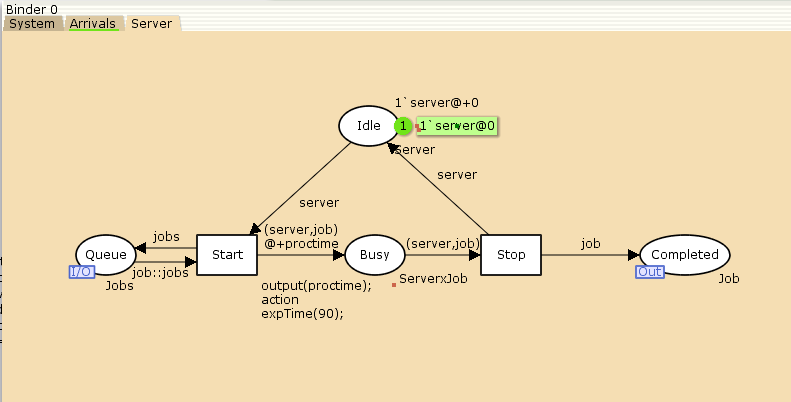 Binder 0
System Arrivals Server
1`server@+0
Idle 1 1`server@0
server
server
server
jobs (server,job) (server,job) job
@+proctime
Queue Start Busy Stop Completed
I/O job::jobs Out
Jobs ServerxJob Job
output(proctime);
action
expTime(90);